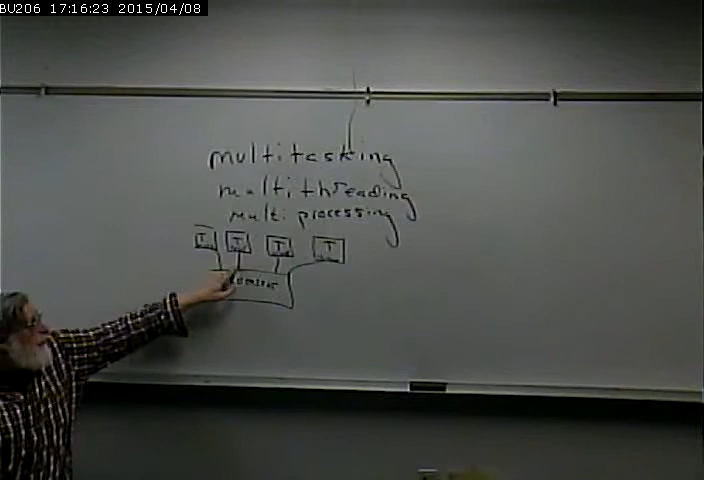 BU206 17:16:23 2015/04/08
multitasking
multithreading
multiprocessing
T T T T